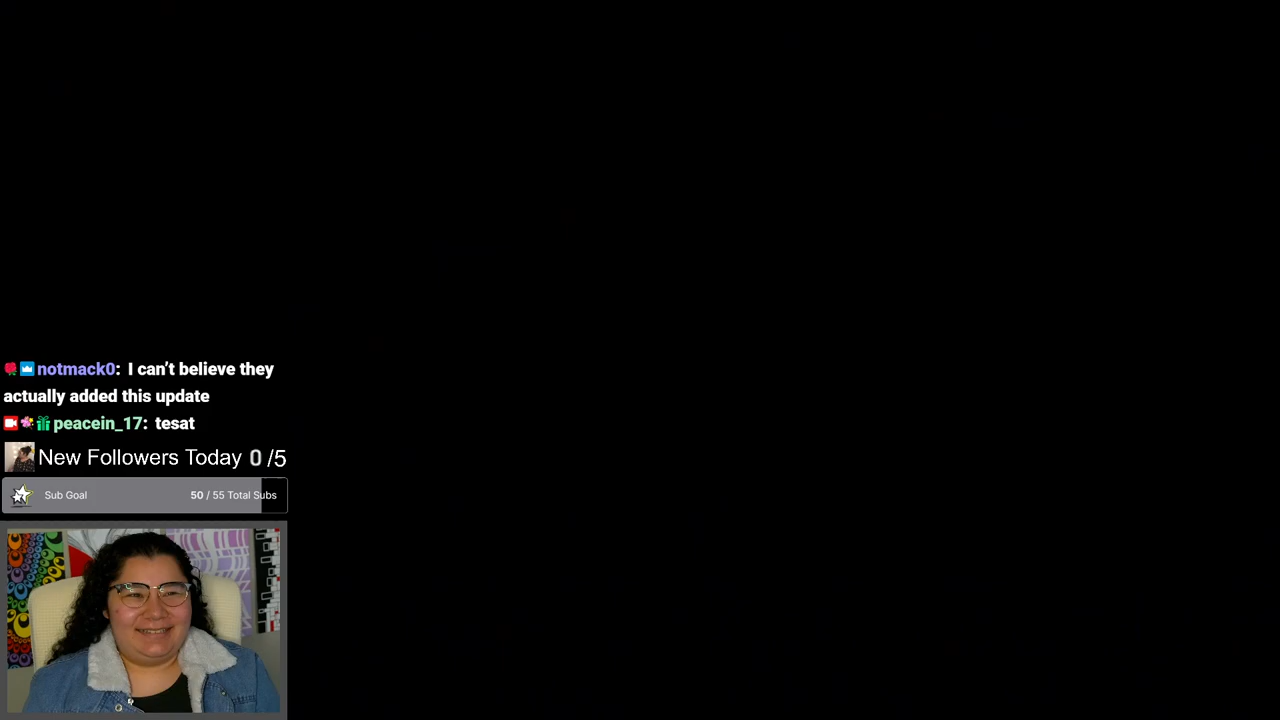 notmack0: I can't believe they
actually added this update
peacein_17: tesat
New Followers Today 0 /5
Sub Goal 50 / 55 Total Subs